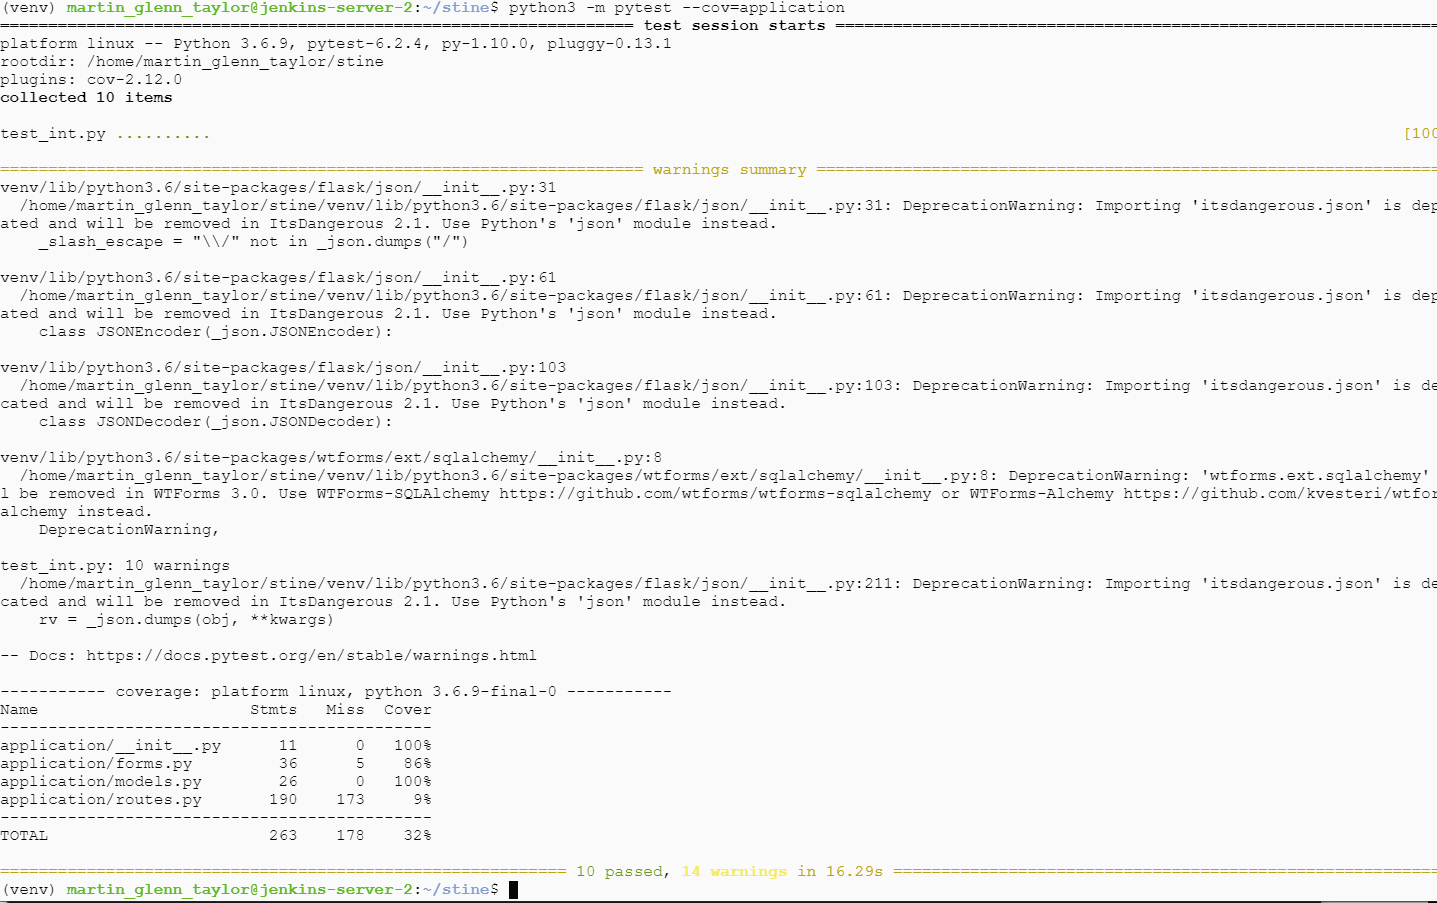 (venv) martin_glenn_taylor@jenkins-server-2:~/stine$ python3 -m pytest --cov=application
================================================================== test session starts ===============================================================
platform linux -- Python 3.6.9, pytest-6.2.4, py-1.10.0, pluggy-0.13.1
rootdir: /home/martin_glenn_taylor/stine
plugins: cov-2.12.0
collected 10 items
test_int.py .......... [100
=================================================================== warnings summary =================================================================
venv/lib/python3.6/site-packages/flask/json/__init__.py:31
  /home/martin_glenn_taylor/stine/venv/lib/python3.6/site-packages/flask/json/__init__.py:31: DeprecationWarning: Importing 'itsdangerous.json' is dep
ated and will be removed in ItsDangerous 2.1. Use Python's 'json' module instead.
    _slash_escape = "\\/" not in _json.dumps("/")
venv/lib/python3.6/site-packages/flask/json/__init__.py:61
  /home/martin_glenn_taylor/stine/venv/lib/python3.6/site-packages/flask/json/__init__.py:61: DeprecationWarning: Importing 'itsdangerous.json' is dep
ated and will be removed in ItsDangerous 2.1. Use Python's 'json' module instead.
    class JSONEncoder(_json.JSONEncoder):
venv/lib/python3.6/site-packages/flask/json/__init__.py:103
  /home/martin_glenn_taylor/stine/venv/lib/python3.6/site-packages/flask/json/__init__.py:103: DeprecationWarning: Importing 'itsdangerous.json' is de
cated and will be removed in ItsDangerous 2.1. Use Python's 'json' module instead.
    class JSONDecoder(_json.JSONDecoder):
venv/lib/python3.6/site-packages/wtforms/ext/sqlalchemy/__init__.py:8
  /home/martin_glenn_taylor/stine/venv/lib/python3.6/site-packages/wtforms/ext/sqlalchemy/__init__.py:8: DeprecationWarning: 'wtforms.ext.sqlalchemy'
l be removed in WTForms 3.0. Use WTForms-SQLAlchemy https://github.com/wtforms/wtforms-sqlalchemy or WTForms-Alchemy https://github.com/kvesteri/wtfor
alchemy instead.
    DeprecationWarning,
test_int.py: 10 warnings
  /home/martin_glenn_taylor/stine/venv/lib/python3.6/site-packages/flask/json/__init__.py:211: DeprecationWarning: Importing 'itsdangerous.json' is de
cated and will be removed in ItsDangerous 2.1. Use Python's 'json' module instead.
    rv = _json.dumps(obj, **kwargs)
-- Docs: https://docs.pytest.org/en/stable/warnings.html
----------- coverage: platform linux, python 3.6.9-final-0 -----------
Name                      Stmts   Miss  Cover
---------------------------------------------
application/__init__.py      11      0   100%
application/forms.py         36      5    86%
application/models.py        26      0   100%
application/routes.py       190    173     9%
---------------------------------------------
TOTAL                       263    178    32%
=========================================================== 10 passed, 14 warnings in 16.29s =========================================================
(venv) martin_glenn_taylor@jenkins-server-2:~/stine$